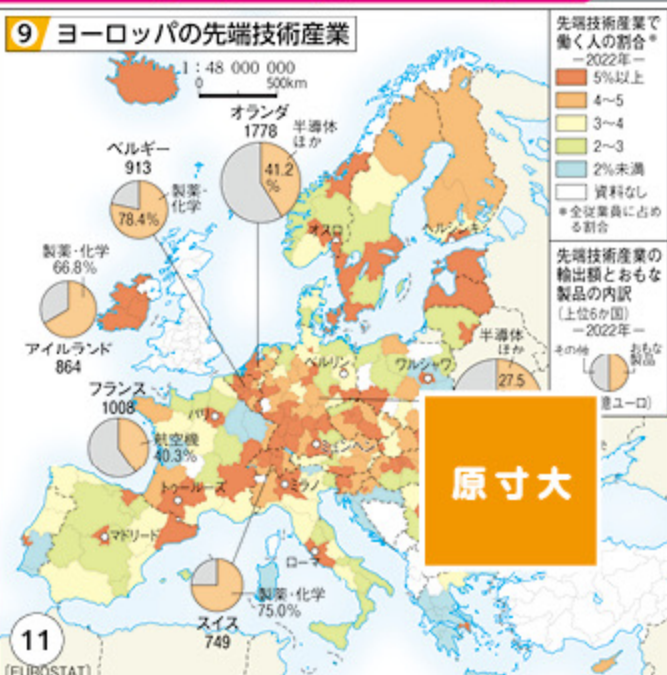 9 ヨーロッパの先端技術産業
1:48 000 000
0 500km
先端技術産業で
働く人の割合*
―2022年―
5%以上
4~5
3~4
2~3
2%未満
資料なし
*全従業員に占め
る割合
先端技術産業の
輸出額とおもな
製品の内訳
(上位6か国)
―2022年―
その他
おもな
製品
億ユーロ)
オランダ
1778
半導体
ほか
41.2
%
ベルギー
913
製薬・
化学
78.4%
製薬・化学
66.8%
アイルランド
864
フランス
1008
航空機
40.3%
半導体
ほか
27.5
オスロ
ヘルシンキ
ベルリン
ワルシャワ
パリ
ミュンヘン
トゥールーズ
ミラノ
マドリード
ローマ
製薬・化学
75.0%
スイス
749
原寸大
11
[EUROSTAT]